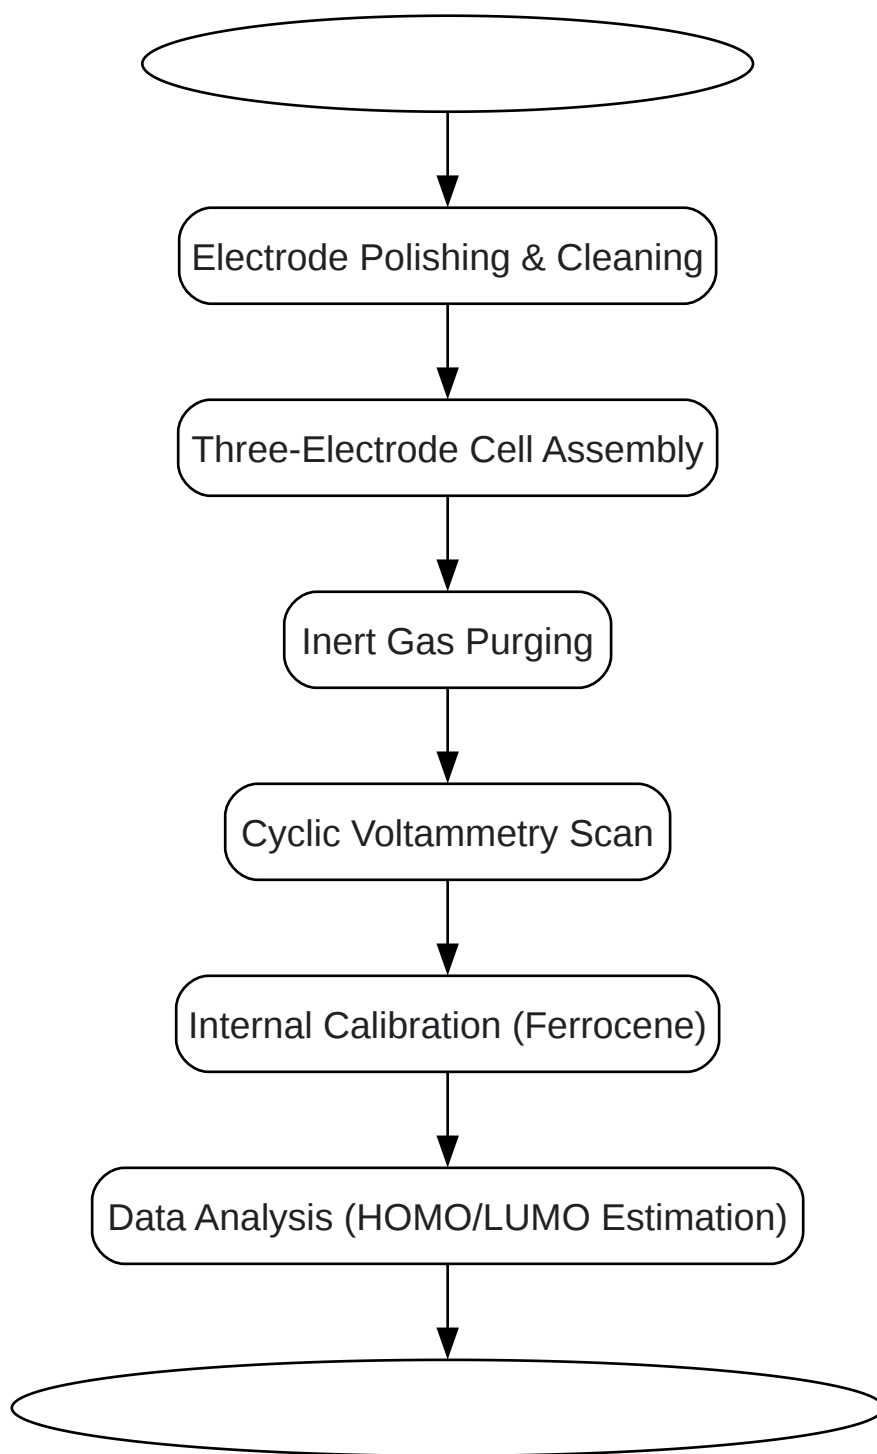 Electrode Polishing & Cleaning
Three-Electrode Cell Assembly
Inert Gas Purging
Cyclic Voltammetry Scan
Internal Calibration (Ferrocene)
Data Analysis (HOMO/LUMO Estimation)